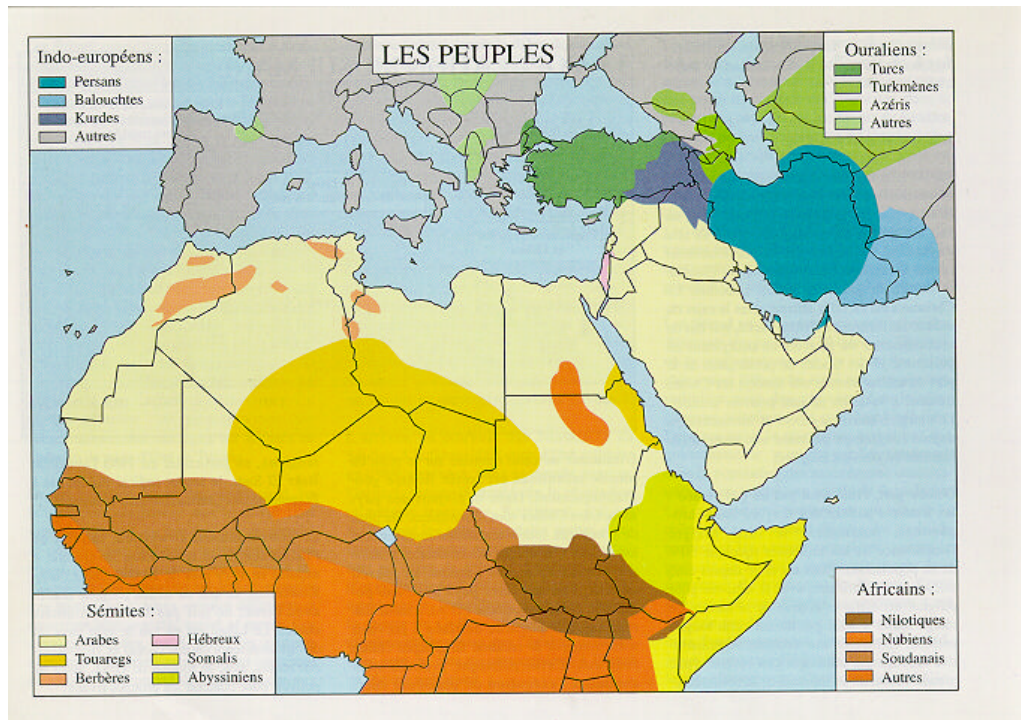 LES PEUPLES
Indo-européens :
Persans
Balouchtes
Kurdes
Autres
Ouraliens :
Turcs
Turkmènes
Azéris
Autres
Sémites :
Arabes
Touaregs
Berbères
Hébreux
Somalis
Abyssiniens
Africains :
Nilotiques
Nubiens
Soudanais
Autres